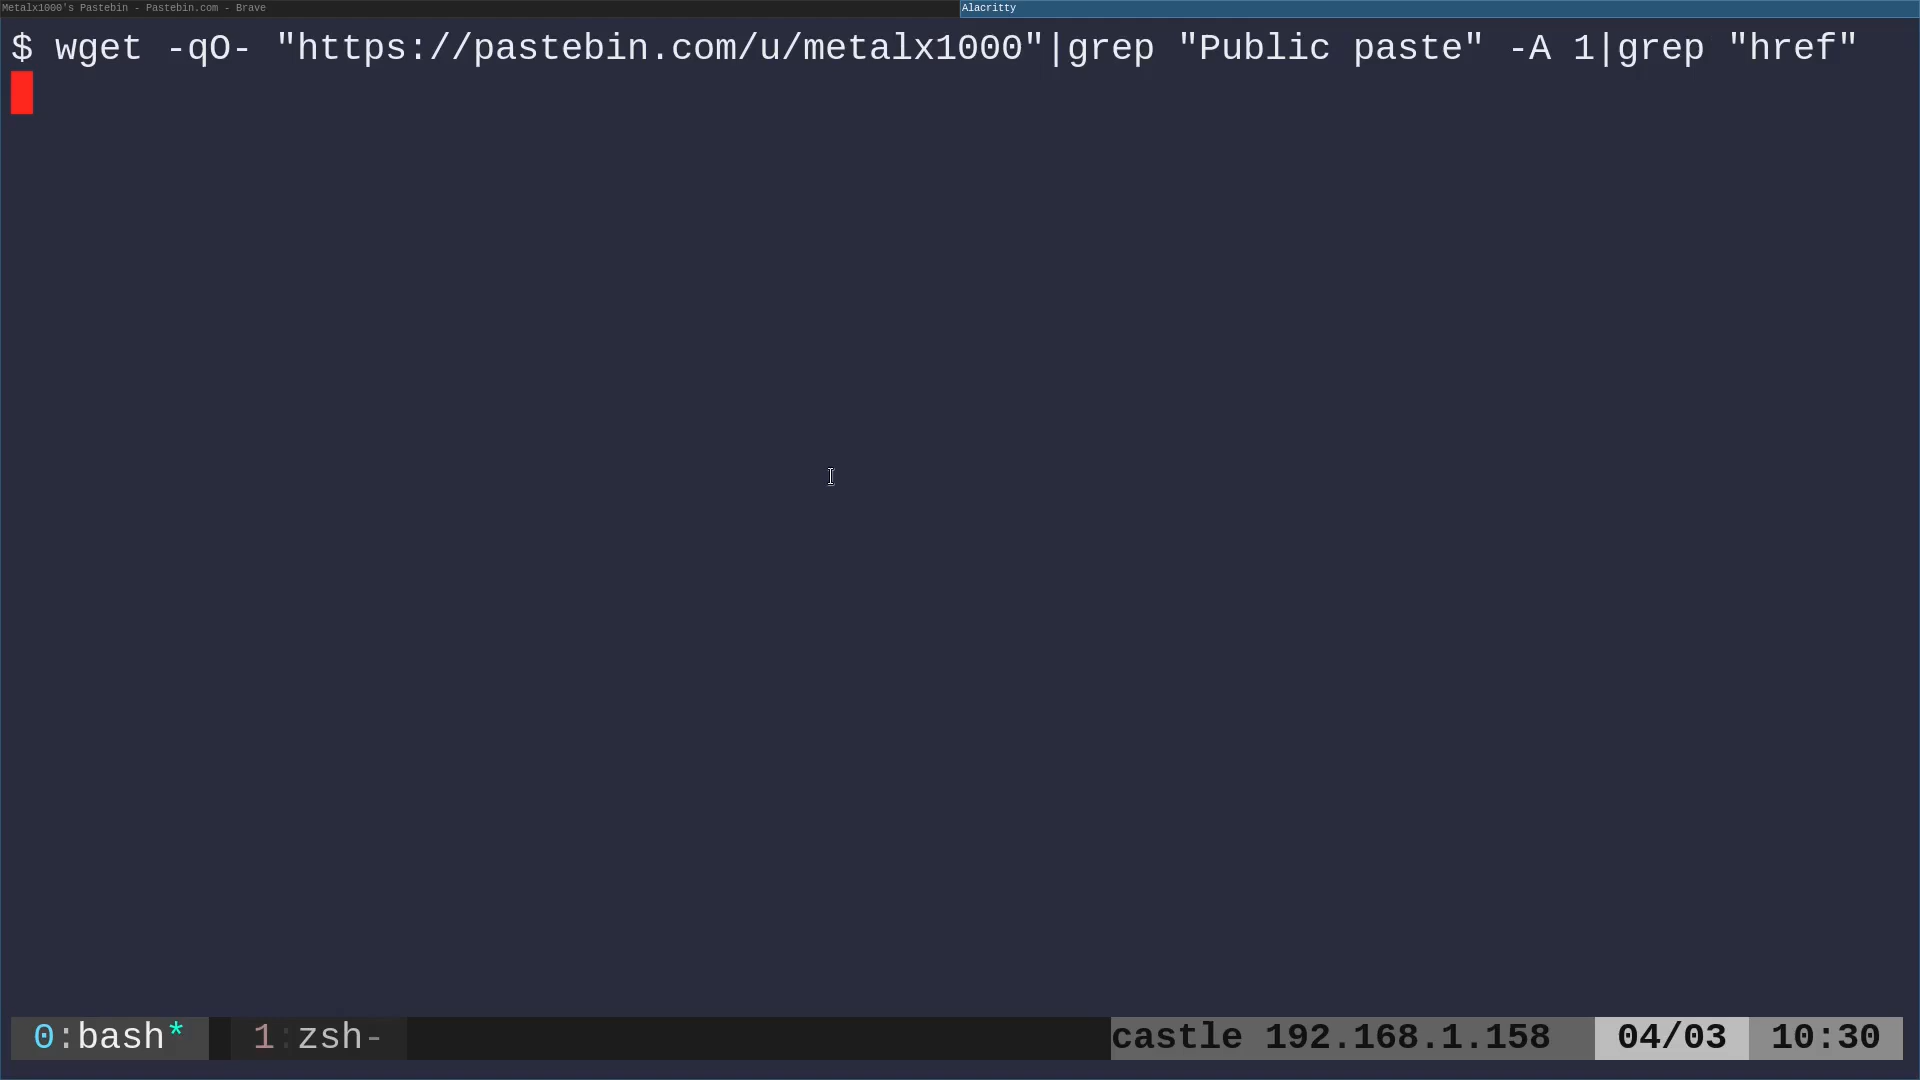 Metalx1000's Pastebin - Pastebin.com - Brave
Alacritty
$ wget -qO- "https://pastebin.com/u/metalx1000"|grep "Public paste" -A 1|grep "href"
0:bash* 1:zsh- castle 192.168.1.158 04/03 10:30